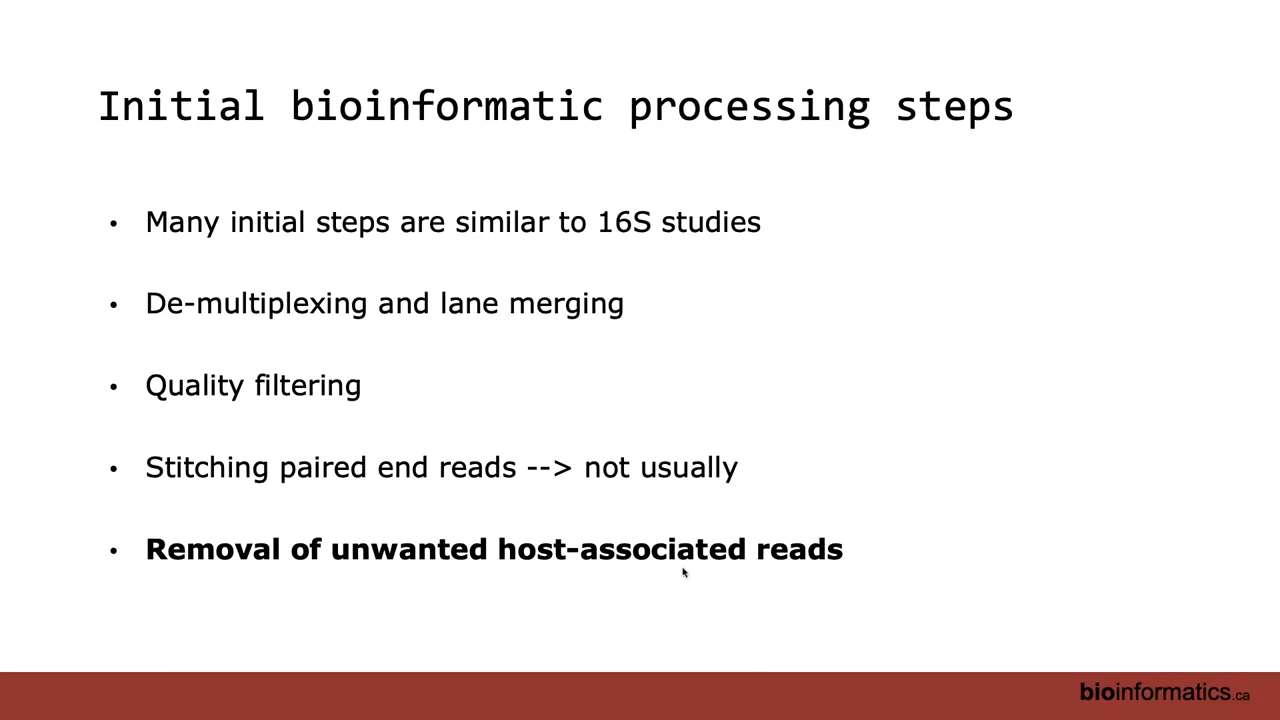 Initial bioinformatic processing steps
• Many initial steps are similar to 16S studies
• De-multiplexing and lane merging
• Quality filtering
• Stitching paired end reads --> not usually
• Removal of unwanted host-associated reads
bioinformatics.ca